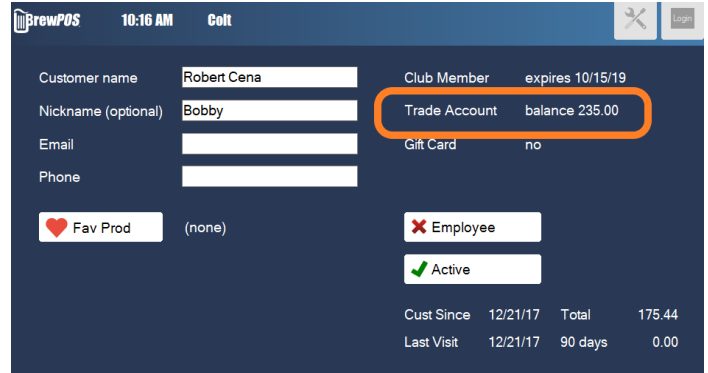 BrewPOS 10:16 AM Colt Login
Customer name Robert Cena Club Member expires 10/15/19
Nickname (optional) Bobby Trade Account balance 235.00
Email Gift Card no
Phone
Fav Prod (none) Employee
Active
Cust Since 12/21/17 Total 175.44
Last Visit 12/21/17 90 days 0.00